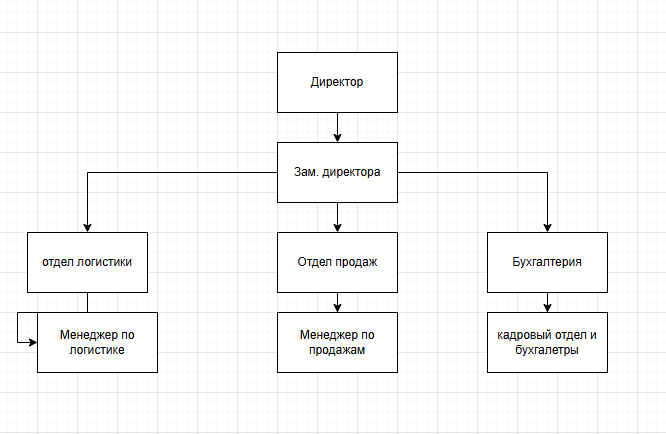 Директор
Зам. директора
отдел логистики
Отдел продаж
Бухгалтерия
Менеджер по
логистике
Менеджер по
продажам
кадровый отдел и
бухгалетры